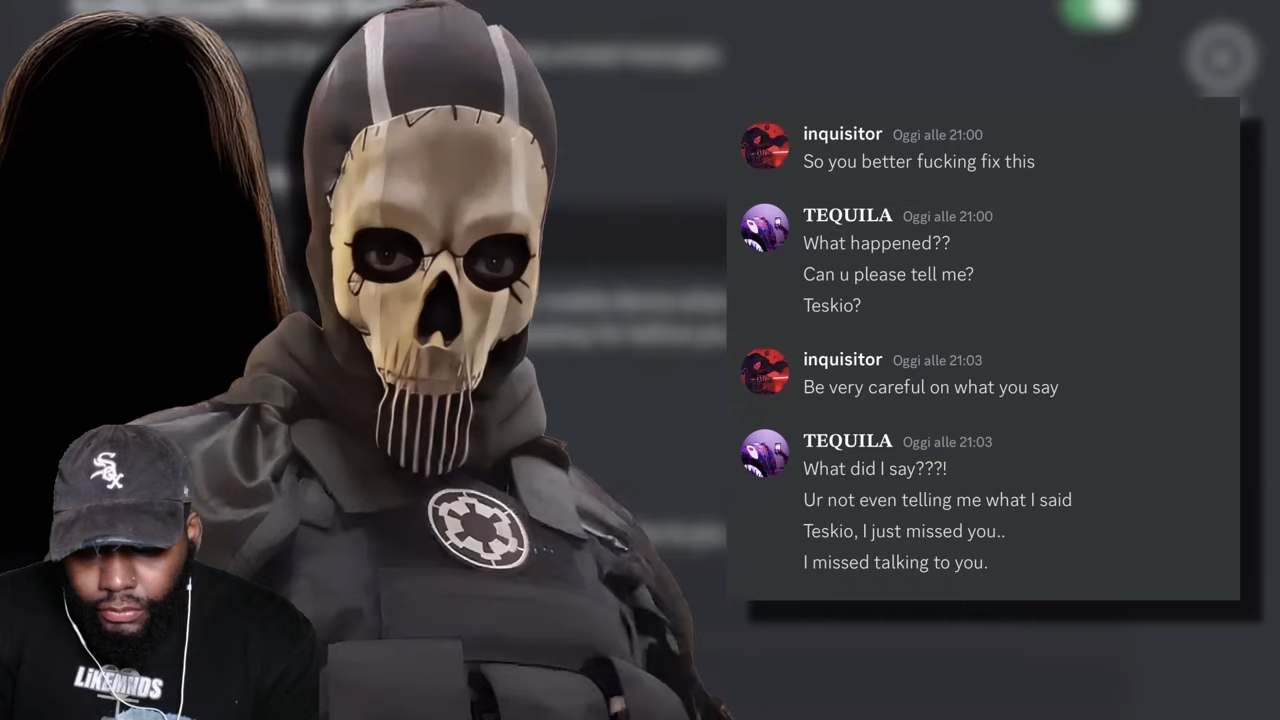 inquisitor Oggi alle 21:00
So you better fucking fix this
TEQUILA Oggi alle 21:00
What happened??
Can u please tell me?
Teskio?
inquisitor Oggi alle 21:03
Be very careful on what you say
TEQUILA Oggi alle 21:03
What did I say???!
Ur not even telling me what I said
Teskio, I just missed you..
I missed talking to you.
Sox
LiKEMNDS